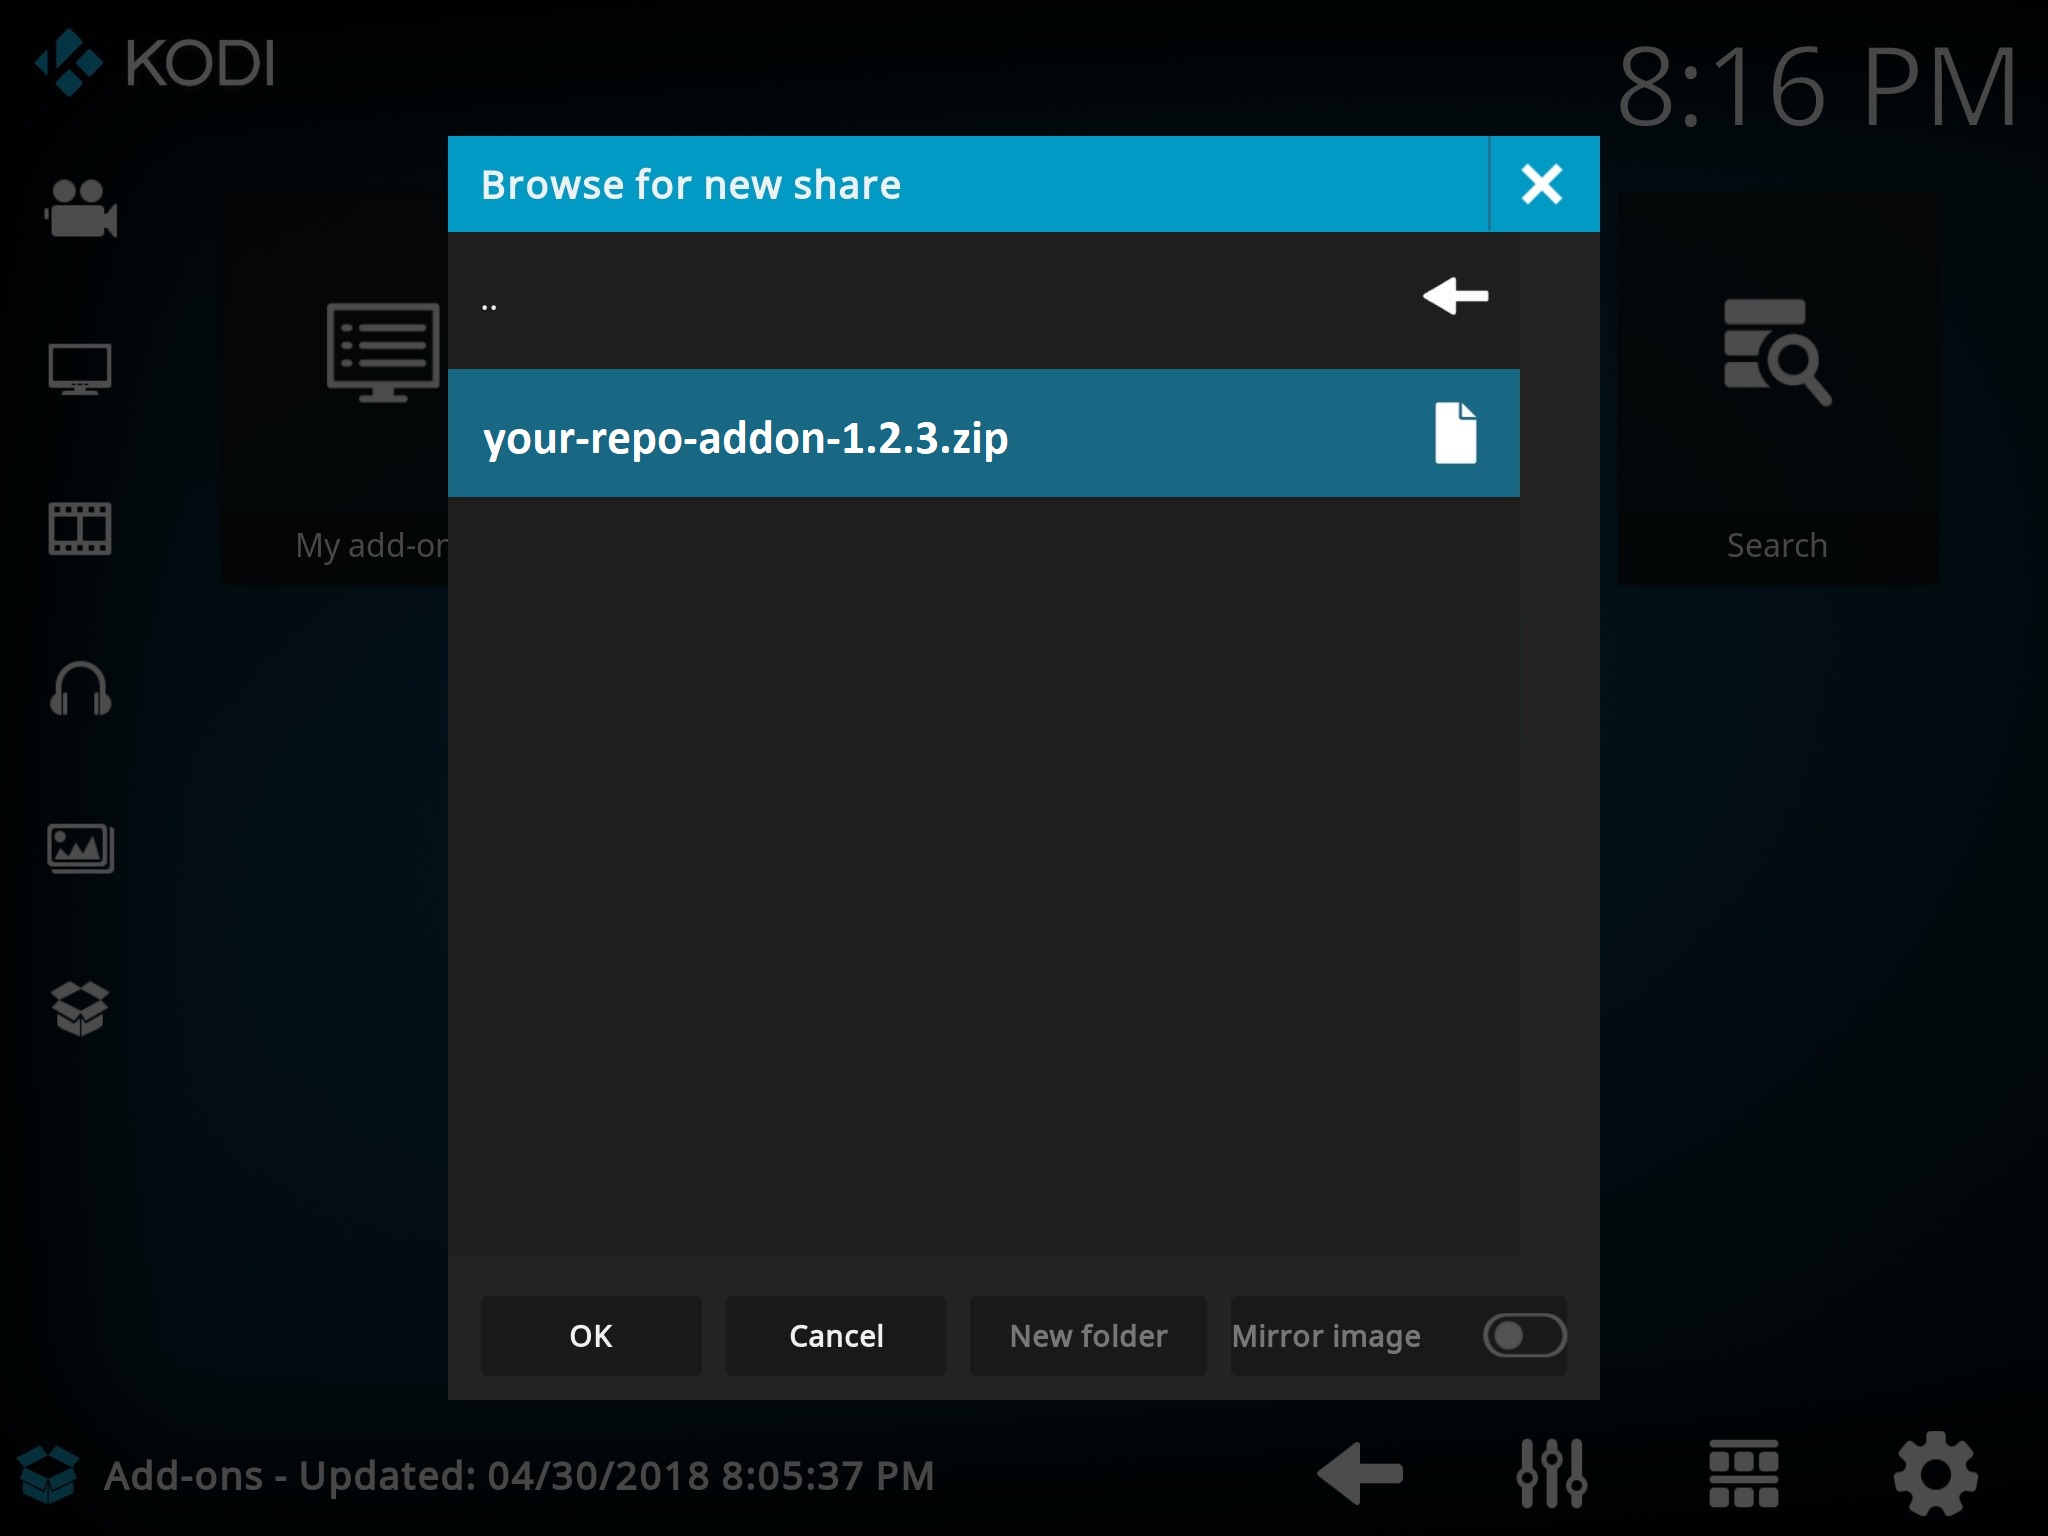 KODI
8:16 PM
Browse for new share
..
your-repo-addon-1.2.3.zip
My add-on
Search
OK
Cancel
New folder
Mirror image
Add-ons - Updated: 04/30/2018 8:05:37 PM